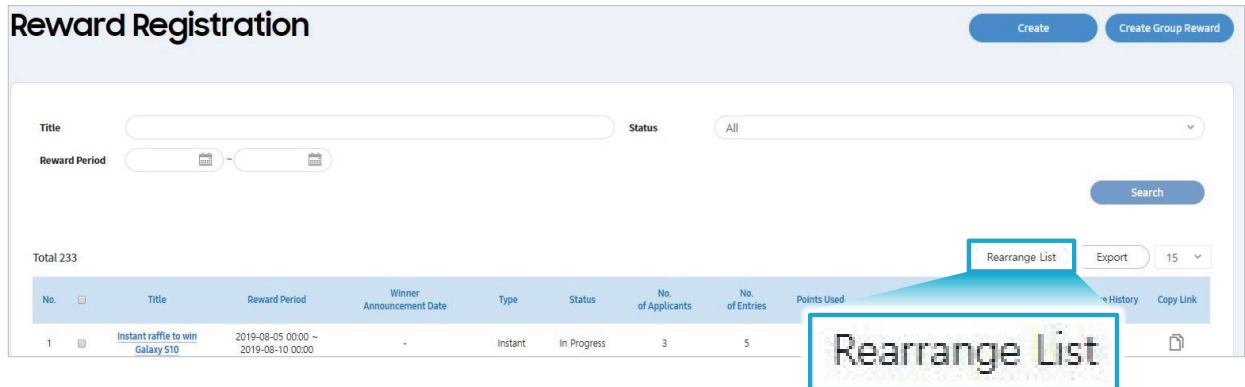 Reward Registration
Create
Create Group Reward
Title
Status
All
Reward Period
~
Search
Total 233
Rearrange List
Export
15
No.
Title
Reward Period
Winner
Announcement Date
Type
Status
No.
of Applicants
No.
of Entries
Points Used
History
Copy Link
1
Instant raffle to win
Galaxy S10
2019-08-05 00:00 ~
2019-08-10 00:00
-
Instant
In Progress
3
5
Rearrange List